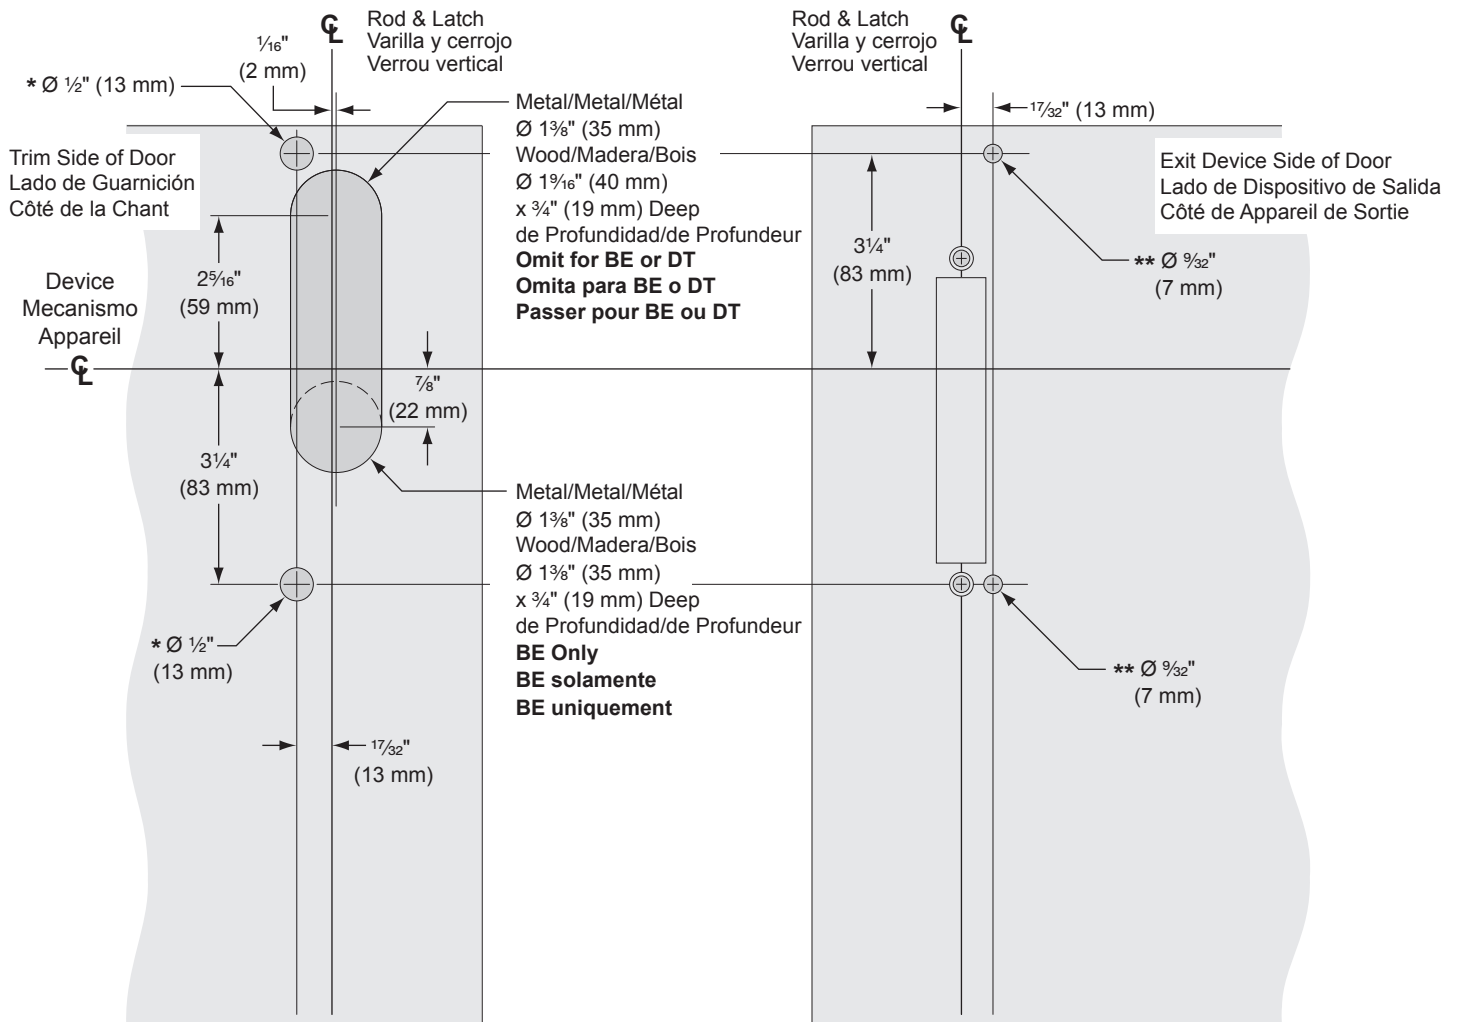 ℄
Rod & Latch
Varilla y cerrojo
Verrou vertical
1⁄16"
(2 mm)
* Ø ½" (13 mm)
Metal/Metal/Métal
Ø 1⅜" (35 mm)
Wood/Madera/Bois
Ø 1 9⁄16" (40 mm)
x ¾" (19 mm) Deep
de Profundidad/de Profundeur
Omit for BE or DT
Omita para BE o DT
Passer pour BE ou DT
Trim Side of Door
Lado de Guarnición
Côté de la Chant
2 5⁄16"
(59 mm)
Device
Mecanismo
Appareil
℄
⅞"
(22 mm)
3¼"
(83 mm)
Metal/Metal/Métal
Ø 1⅜" (35 mm)
Wood/Madera/Bois
Ø 1⅜" (35 mm)
x ¾" (19 mm) Deep
de Profundidad/de Profundeur
BE Only
BE solamente
BE uniquement
* Ø ½"
(13 mm)
17⁄32"
(13 mm)
Rod & Latch
Varilla y cerrojo
Verrou vertical
℄
17⁄32" (13 mm)
Exit Device Side of Door
Lado de Dispositivo de Salida
Côté de Appareil de Sortie
3¼"
(83 mm)
** Ø 9⁄32"
(7 mm)
** Ø 9⁄32"
(7 mm)